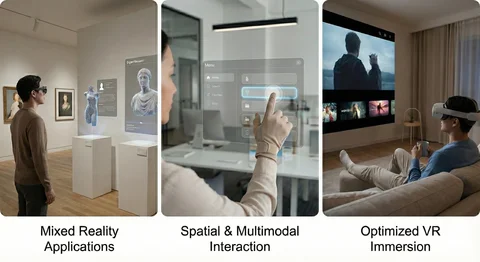 Mixed Reality
Applications
Spatial & Multimodal
Interaction
Optimized VR
Immersion